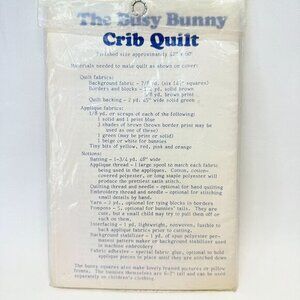 The Busy Bunny
Crib Quilt
Finished size approximately 42" x 60"
Materials needed to make quilt as shown on cover:
Quilt fabrics:
Background fabric - 7/8 yd. (six 14" squares)
Borders and blocks - 1 yd. solid brown
5/8 yd. brown print
Quilt backing - 2 yd. 45" wide solid green
Applique fabrics:
1/8 yd. or scraps of each of the following:
1 solid and 1 print blue
3 shades of brown (border print may be
used as one of these)
1 green (may be print or solid)
1 beige or white for bunnies
Tiny bits of yellow, red, pink and orange
Notions:
Batting - 1-3/4 yd. 48" wide
Applique thread - 1 large spool to match each fabric
being used in the appliques. Cotton, cotton-
covered polyester, or long staple polyester will
produce the prettiest satin stitch.
Quilting thread and needle - optional for hand quilting
Embroidery thread and needle - optional for stitching
small details by hand.
Yarn - 3 yd. optional for tying blocks in borders
Pompons - 5, optional for bunnies' tails. They are
cute, but a small child may try to pull them off or
suck on them.
Interfacing - 1 yd. lightweight, nonwoven, fusible to
back applique fabrics prior to cutting.
Background stabilizer - 1 yd. of supple polyester per-
manent pattern maker or background stabilizer used
in machine embroidery
Fabric adhesive - special fabric glue, optional to hold
applique pieces in place until they can be satin
stitched down
The bunny squares also make lovely framed pictures or pillow
fronts. The bunnies themselves are 6-7" tall and can be used
separately on children's clothing.